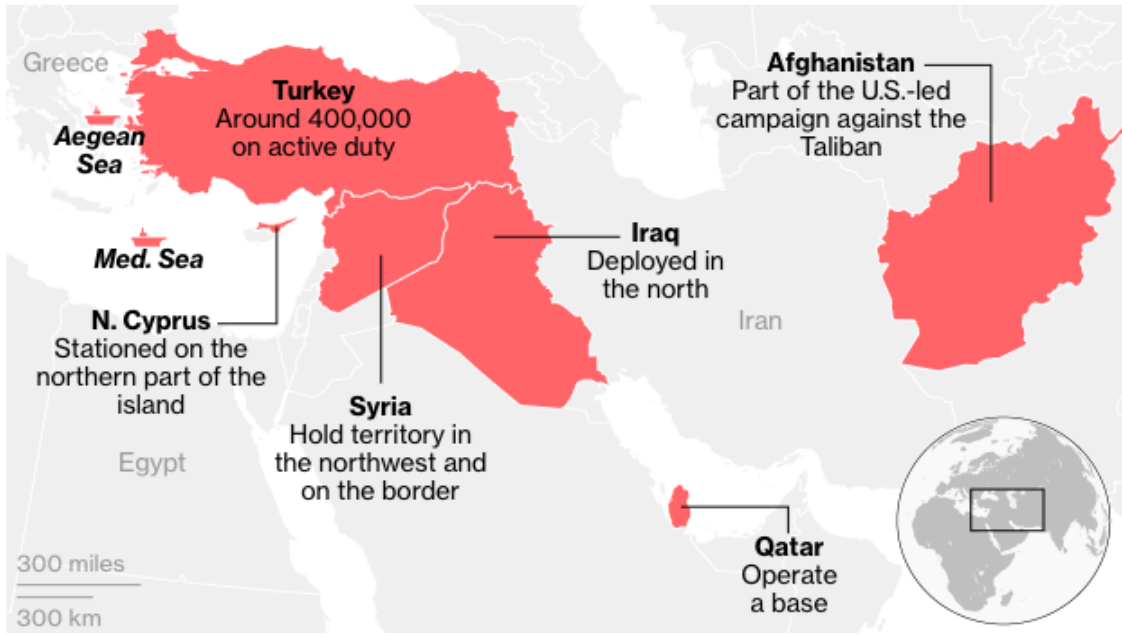 Greece
Turkey
Around 400,000
on active duty
Aegean
Sea
Med. Sea
N. Cyprus
Stationed on the
northern part of the
island
Syria
Hold territory in
the northwest and
on the border
Iraq
Deployed in
the north
Afghanistan
Part of the U.S.-led
campaign against the
Taliban
Iran
Egypt
Qatar
Operate
a base
300 miles
300 km